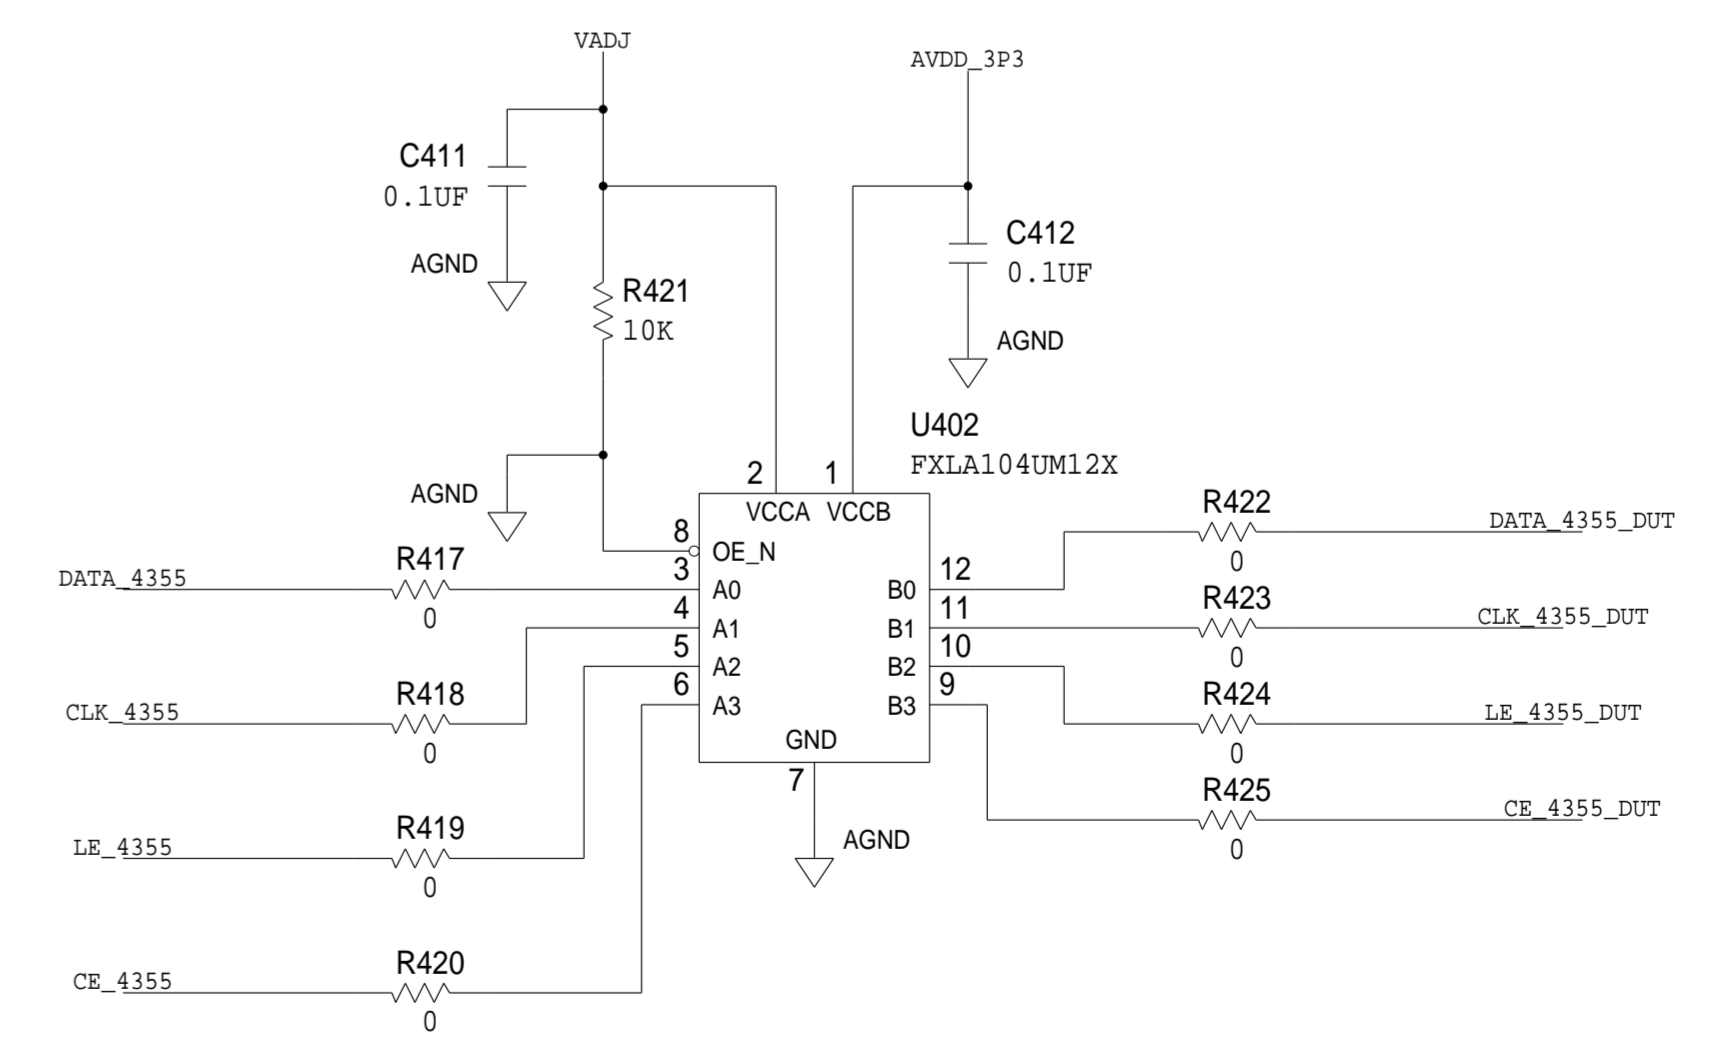 VADJ
AVDD_3P3
C411
0.1UF
AGND
C412
0.1UF
AGND
R421
10K
U402
FXLA104UM12X
AGND
2
1
VCCA
VCCB
8
OE_N
R417
DATA_4355
0
3
A0
4
A1
5
A2
6
A3
B0
12
B1
11
B2
10
B3
9
GND
7
AGND
R422
DATA_4355_DUT
0
R423
CLK_4355_DUT
0
R424
LE_4355_DUT
0
R425
CE_4355_DUT
0
R418
CLK_4355
0
R419
LE_4355
0
R420
CE_4355
0